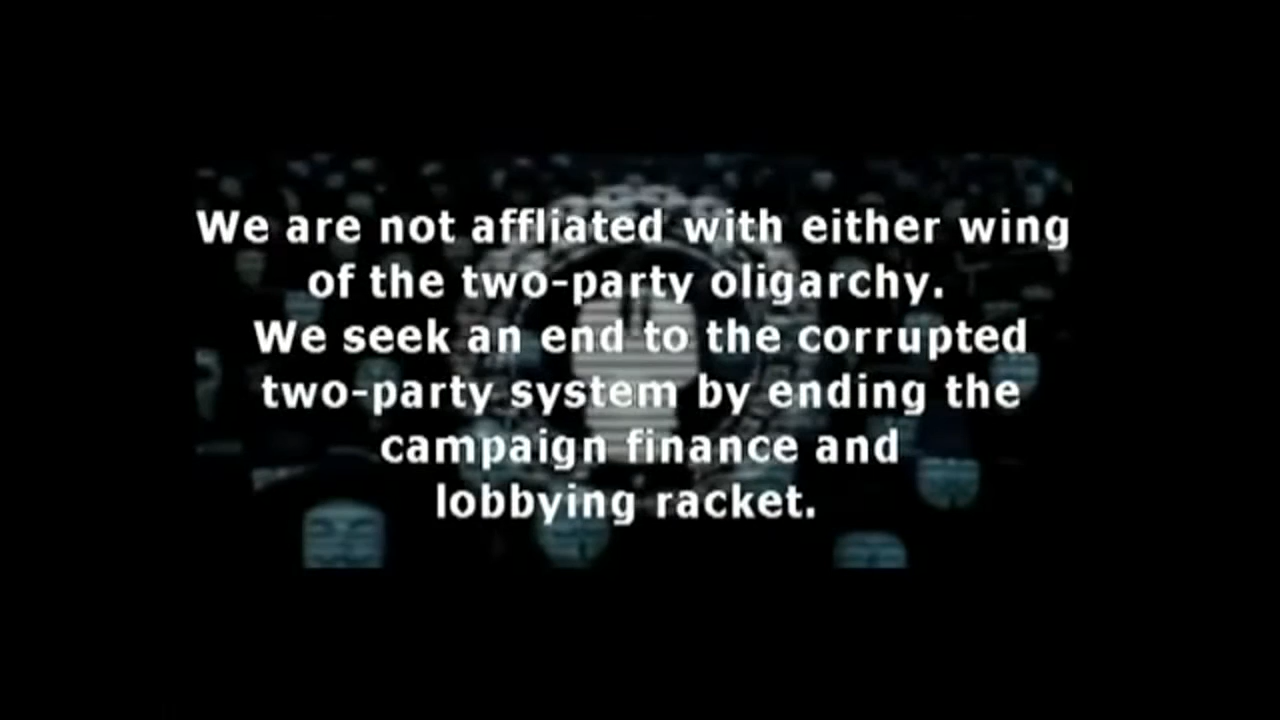 We are not affliated with either wing
of the two-party oligarchy.
We seek an end to the corrupted
two-party system by ending the
campaign finance and
lobbying racket.